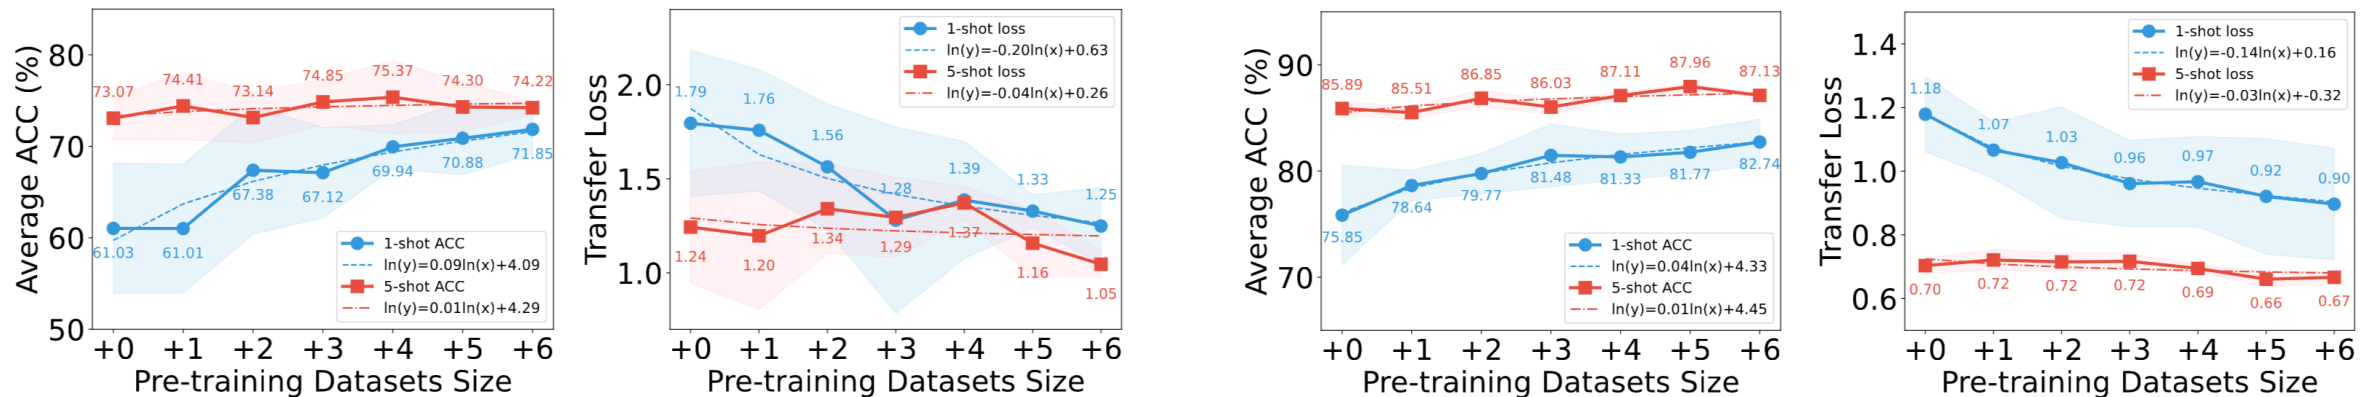 Average ACC (%)
80
70
60
50
73.07
74.41
73.14
74.85
75.37
74.30
74.22
61.03
61.01
67.38
67.12
69.94
70.88
71.85
1-shot ACC
ln(y)=0.09ln(x)+4.09
5-shot ACC
ln(y)=0.01ln(x)+4.29
+0 +1 +2 +3 +4 +5 +6
Pre-training Datasets Size
Transfer Loss
2.0
1.5
1.0
1-shot loss
ln(y)=-0.20ln(x)+0.63
5-shot loss
ln(y)=-0.04ln(x)+0.26
1.79
1.76
1.56
1.28
1.39
1.33
1.25
1.24
1.20
1.34
1.29
1.37
1.16
1.05
+0 +1 +2 +3 +4 +5 +6
Pre-training Datasets Size
Average ACC (%)
90
80
70
85.89
85.51
86.85
86.03
87.11
87.96
87.13
75.85
78.64
79.77
81.48
81.33
81.77
82.74
1-shot ACC
ln(y)=0.04ln(x)+4.33
5-shot ACC
ln(y)=0.01ln(x)+4.45
+0 +1 +2 +3 +4 +5 +6
Pre-training Datasets Size
Transfer Loss
1.4
1.2
1.0
0.8
0.6
1-shot loss
ln(y)=-0.14ln(x)+0.16
5-shot loss
ln(y)=-0.03ln(x)+-0.32
1.18
1.07
1.03
0.96
0.97
0.92
0.90
0.70
0.72
0.72
0.72
0.69
0.66
0.67
+0 +1 +2 +3 +4 +5 +6
Pre-training Datasets Size